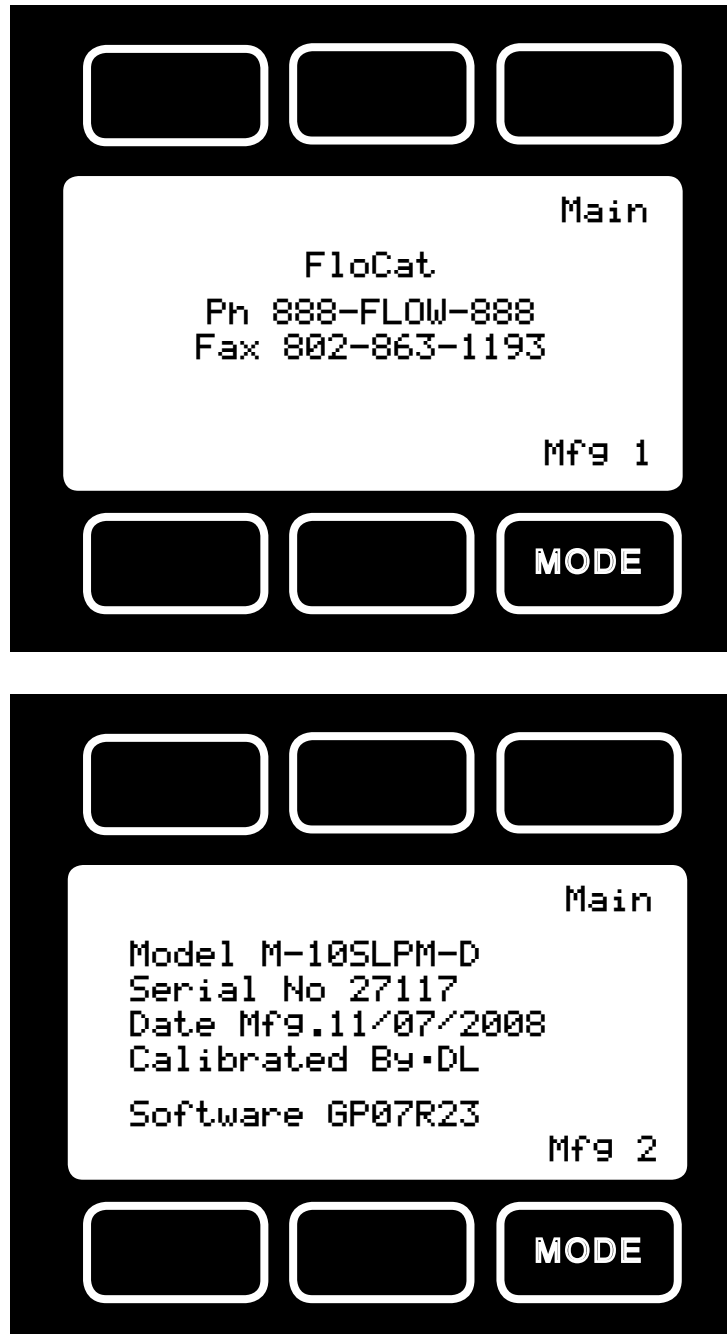 Main
FloCat
Ph 888-FLOW-888
Fax 802-863-1193
Mfg 1
MODE
Main
Model M-10SLPM-D
Serial No 27117
Date Mfg.11/07/2008
Calibrated By·DL
Software GP07R23
Mfg 2
MODE